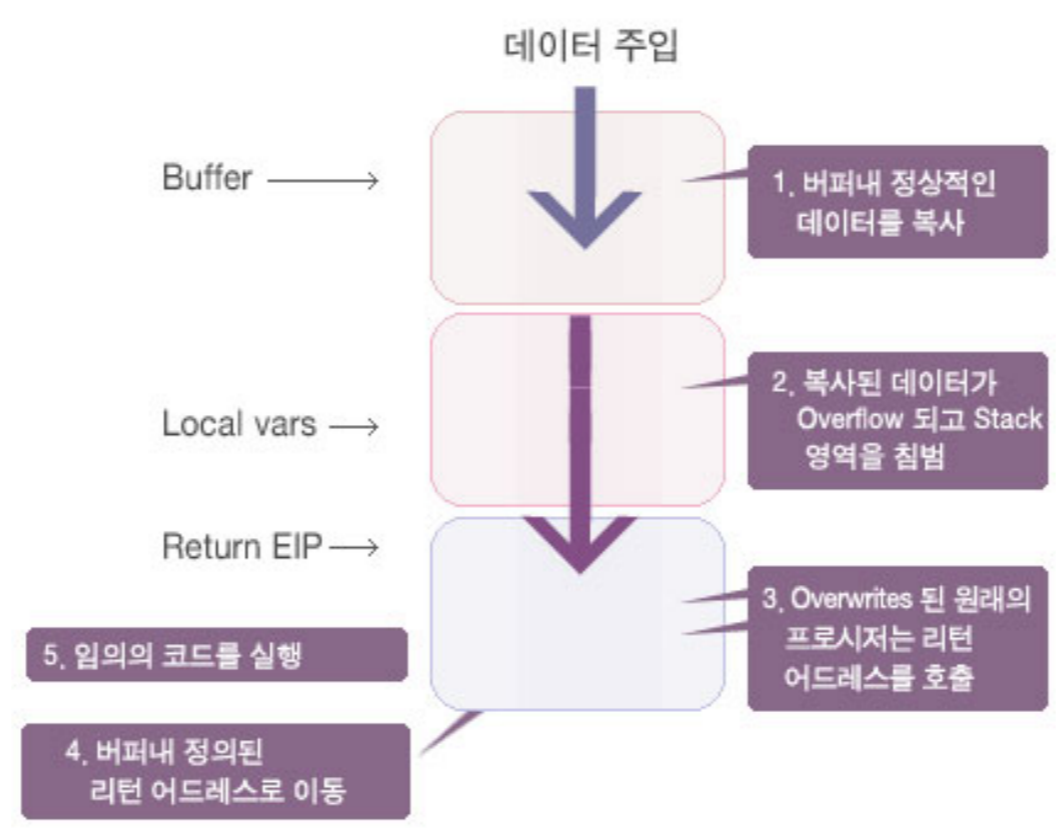 데이터 주입
Buffer
1. 버퍼내 정상적인
데이터를 복사
2. 복사된 데이터가
Overflow 되고 Stack
영역을 침범
Local vars
Return EIP
3. Overwrites 된 원래의
프로시저는 리턴
어드레스를 호출
5. 임의의 코드를 실행
4. 버퍼내 정의된
리턴 어드레스로 이동